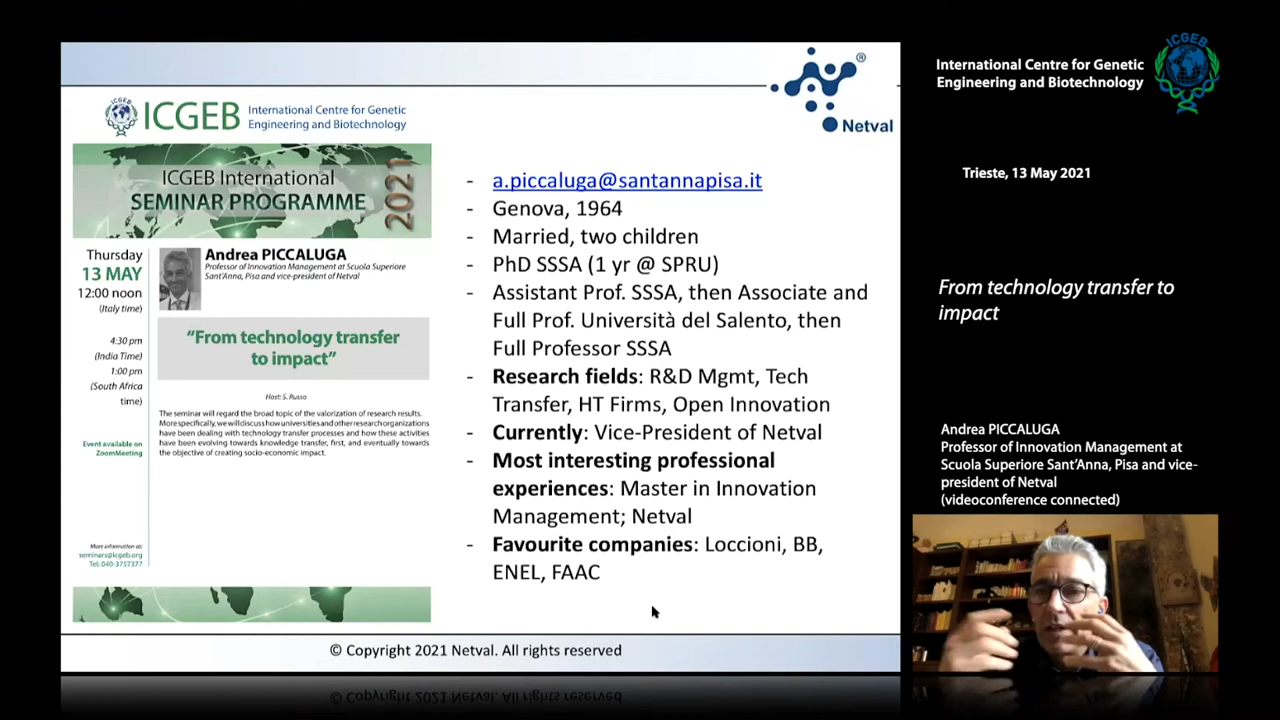 ®
Netval
ICGEB
International Centre for Genetic
Engineering and Biotechnology
ICGEB International
SEMINAR PROGRAMME
2021
Thursday
13 MAY
12:00 noon
(Italy time)
4:30 pm
(India Time)
1:00 pm
(South Africa
time)
Event available on
ZoomMeeting
More information at:
seminars@icgeb.org
Tel: 040-3757377
Andrea PICCALUGA
Professor of Innovation Management at Scuola Superiore
Sant'Anna, Pisa and vice-president of Netval
“From technology transfer
to impact”
Host: S. Russo
The seminar will regard the broad topic of the valorization of research results.
More specifically, we will discuss how universities and other research organizations
have been dealing with technology transfer processes and how these activities
have been evolving towards knowledge transfer, first, and eventually towards
the objective of creating socio-economic impact.
- a.piccaluga@santannapisa.it
- Genova, 1964
- Married, two children
- PhD SSSA (1 yr @ SPRU)
- Assistant Prof. SSSA, then Associate and
Full Prof. Università del Salento, then
Full Professor SSSA
- Research fields: R&D Mgmt, Tech
Transfer, HT Firms, Open Innovation
- Currently: Vice-President of Netval
- Most interesting professional
experiences: Master in Innovation
Management; Netval
- Favourite companies: Loccioni, BB,
ENEL, FAAC
© Copyright 2021 Netval. All rights reserved
International Centre for Genetic
Engineering and Biotechnology
ICGEB
Trieste, 13 May 2021
From technology transfer to
impact
Andrea PICCALUGA
Professor of Innovation Management at
Scuola Superiore Sant'Anna, Pisa and vice-
president of Netval
(videoconference connected)